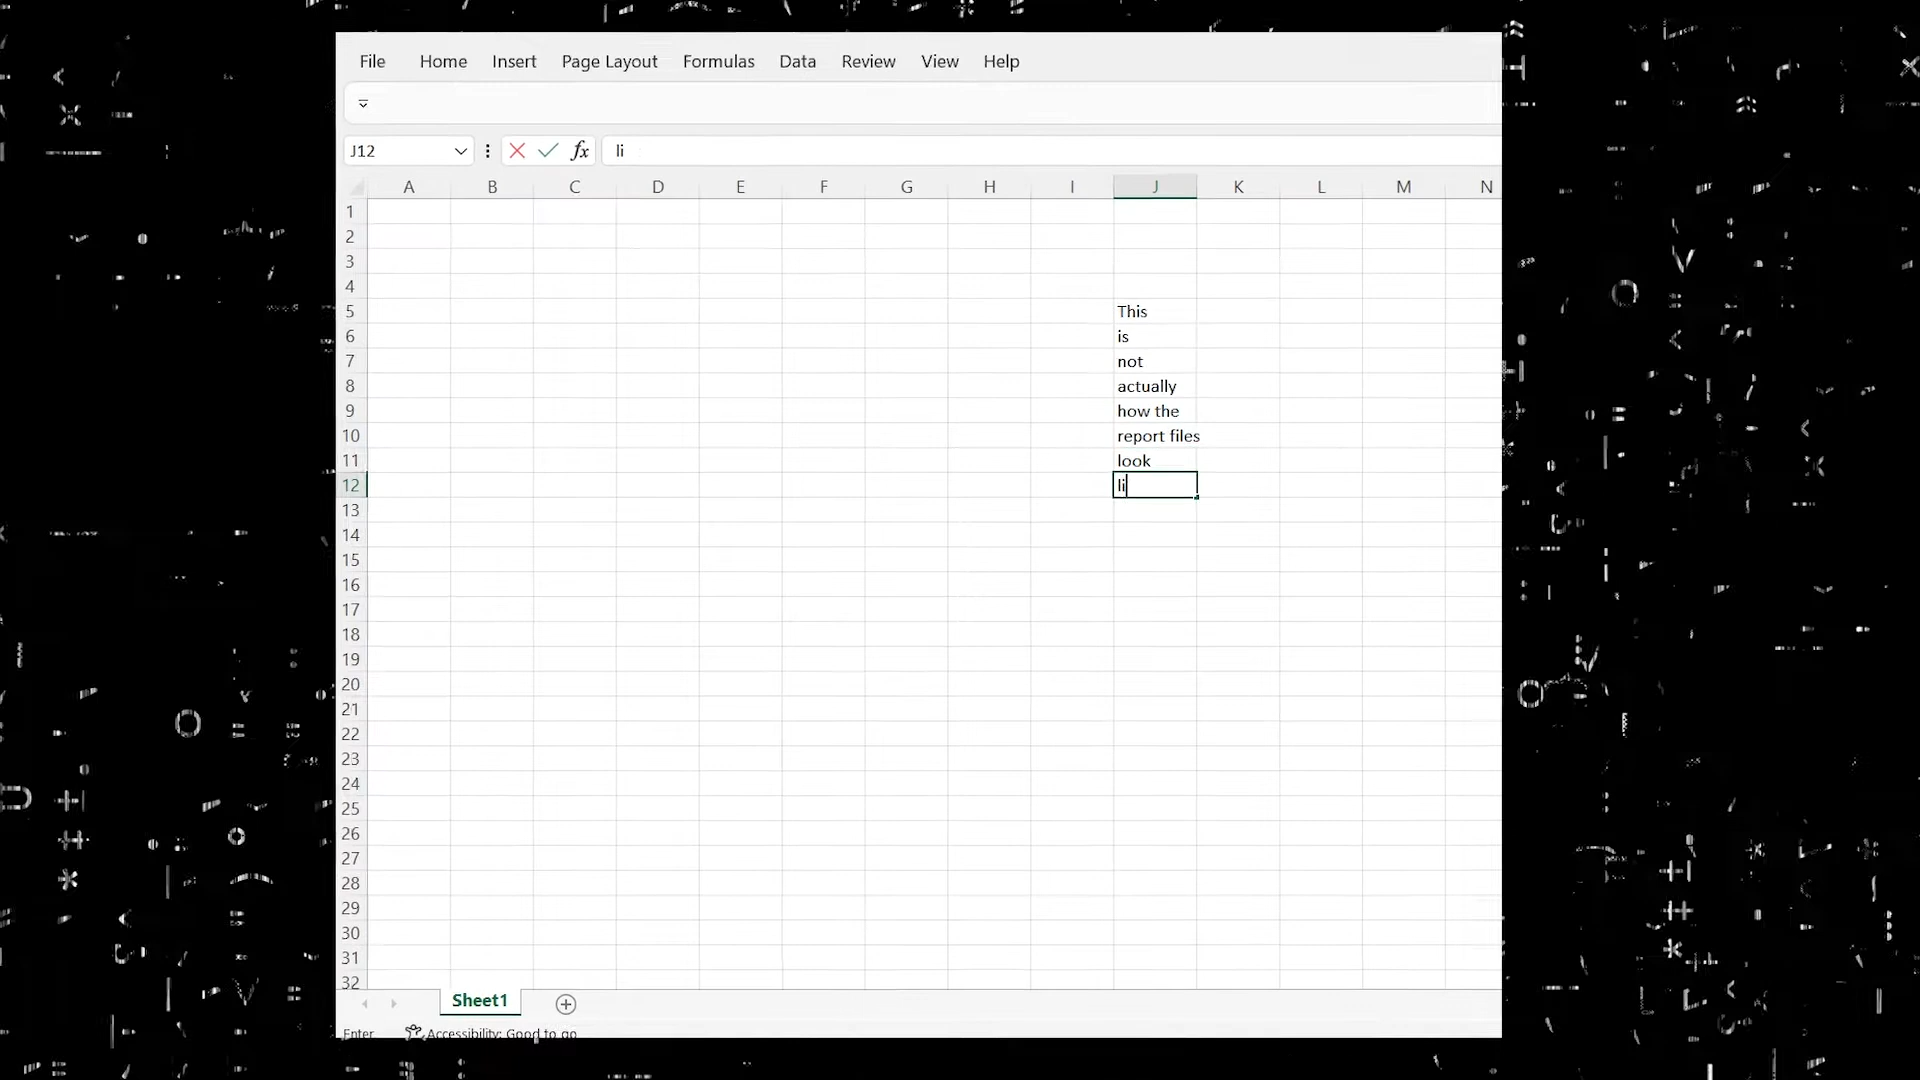 File Home Insert Page Layout Formulas Data Review View Help
J12 fx li
A B C D E F G H I J K L M N
1
2
3
4
5 This
6 is
7 not
8 actually
9 how the
10 report files
11 look
12 li
13
14
15
16
17
18
19
20
21
22
23
24
25
26
27
28
29
30
31
32
Sheet1
Enter Accessibility: Good to go